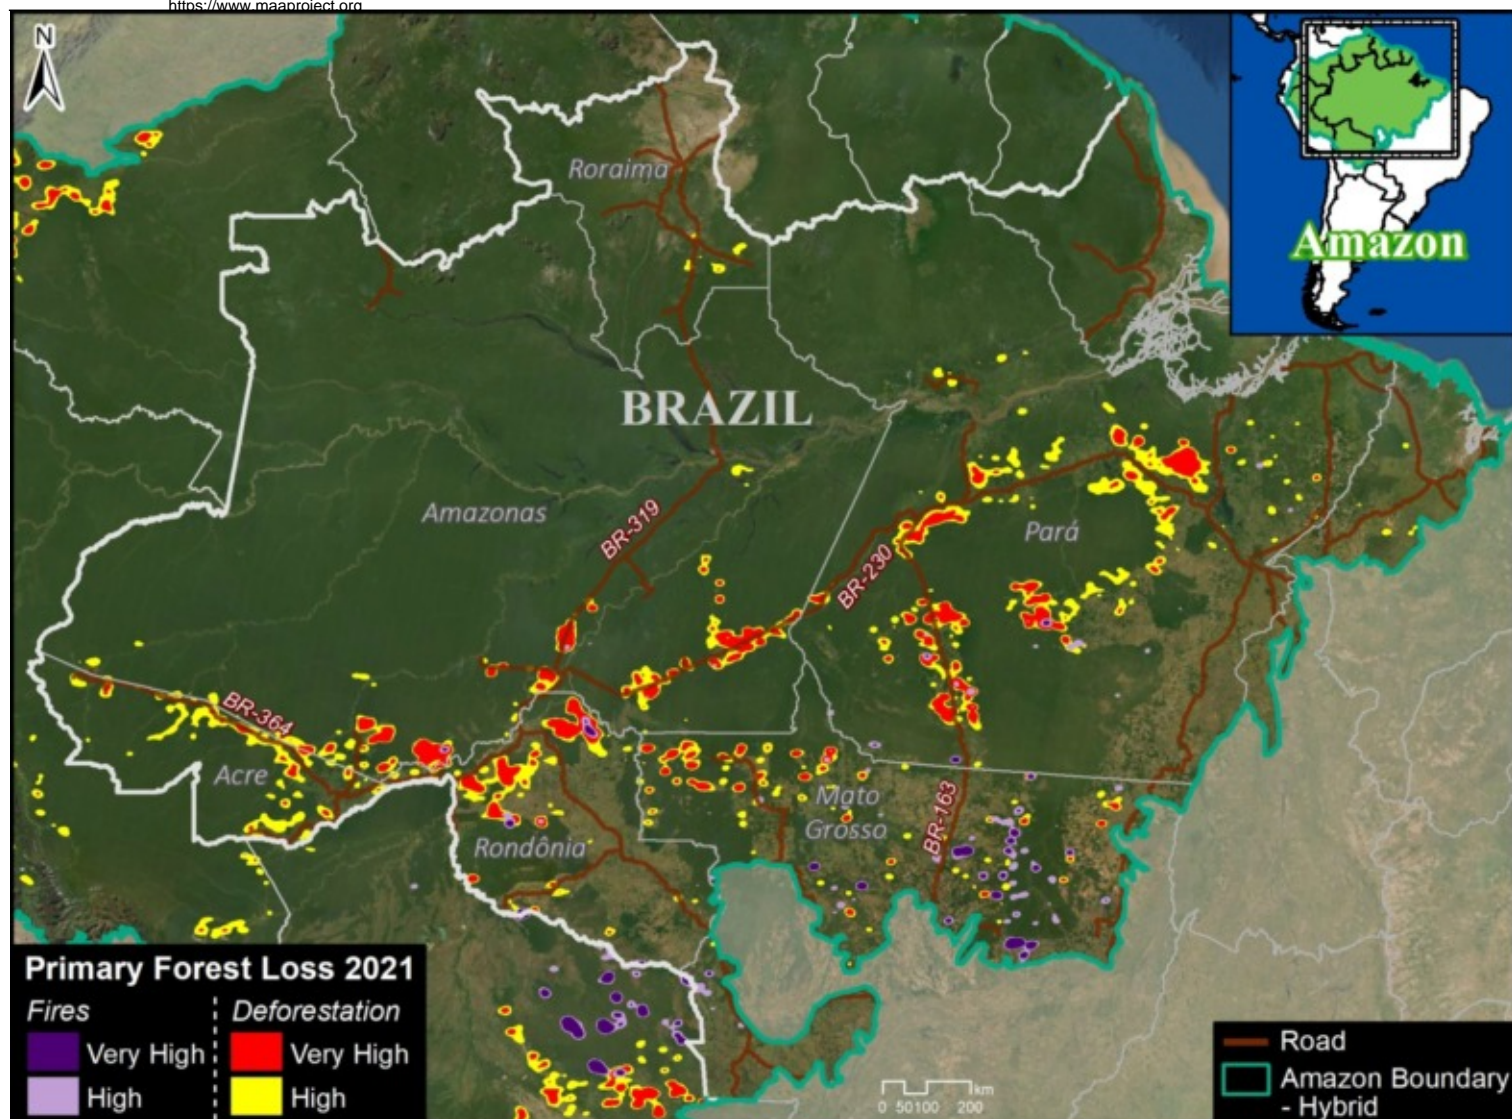 https://www.maaproject.org
N
Roraima
Amazon
BRAZIL
Amazonas
BR-319
Pará
BR-230
BR-364
Acre
Mato
Grosso
BR-163
Rondônia
Primary Forest Loss 2021
Fires
Deforestation
Very High
Very High
High
High
km
0 50100 200
Road
Amazon Boundary
- Hybrid